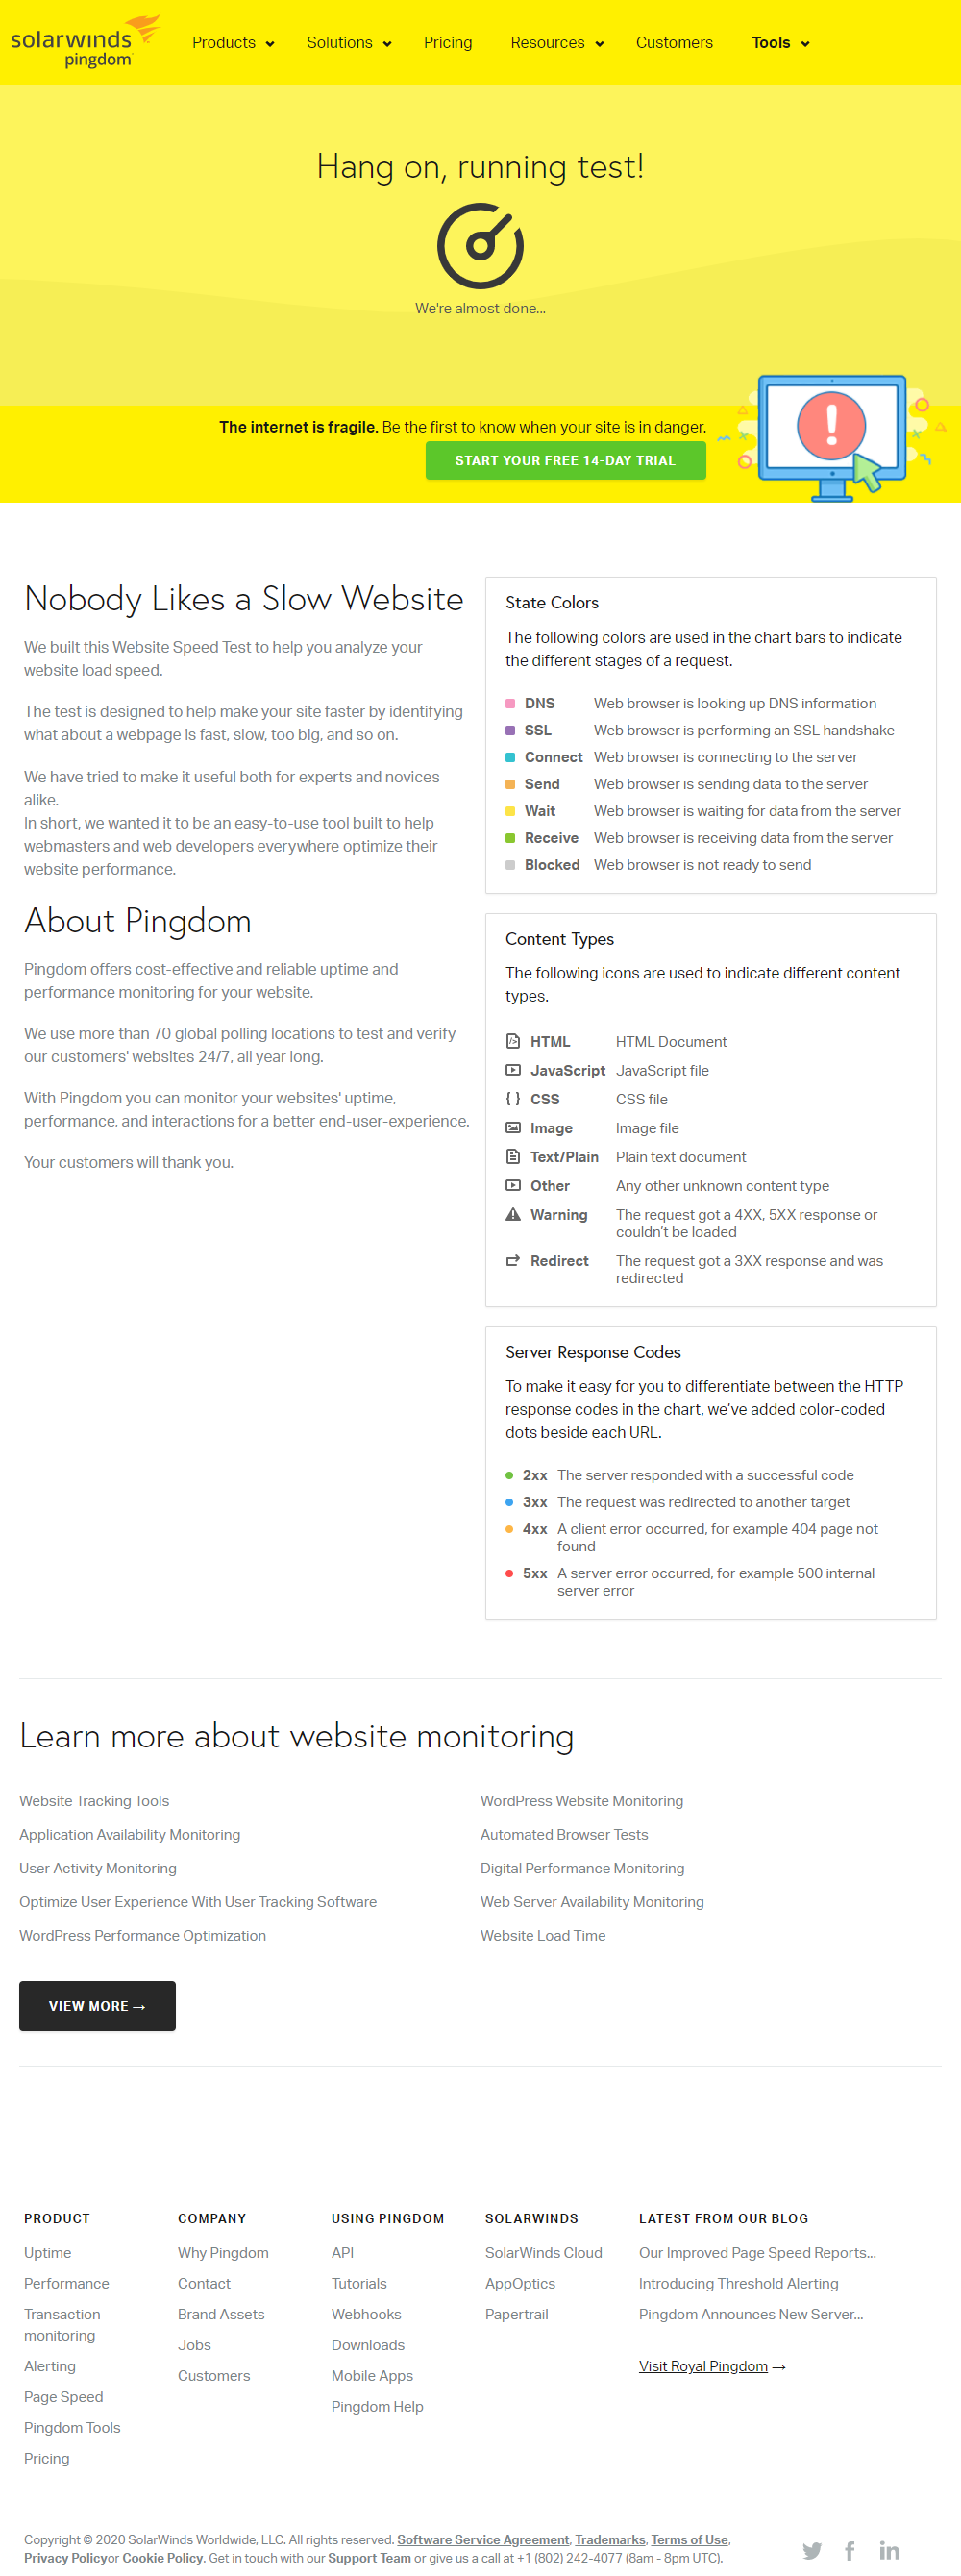 solarwinds
pingdom
Products
Solutions
Pricing
Resources
Customers
Tools
Hang on, running test!
We're almost done...
The internet is fragile. Be the first to know when your site is in danger.
START YOUR FREE 14-DAY TRIAL
Nobody Likes a Slow Website
We built this Website Speed Test to help you analyze your
website load speed.
The test is designed to help make your site faster by identifying
what about a webpage is fast, slow, too big, and so on.
We have tried to make it useful both for experts and novices
alike.
In short, we wanted it to be an easy-to-use tool built to help
webmasters and web developers everywhere optimize their
website performance.
About Pingdom
Pingdom offers cost-effective and reliable uptime and
performance monitoring for your website.
We use more than 70 global polling locations to test and verify
our customers' websites 24/7, all year long.
With Pingdom you can monitor your websites' uptime,
performance, and interactions for a better end-user-experience.
Your customers will thank you.
State Colors
The following colors are used in the chart bars to indicate
the different stages of a request.
DNS Web browser is looking up DNS information
SSL Web browser is performing an SSL handshake
Connect Web browser is connecting to the server
Send Web browser is sending data to the server
Wait Web browser is waiting for data from the server
Receive Web browser is receiving data from the server
Blocked Web browser is not ready to send
Content Types
The following icons are used to indicate different content
types.
HTML HTML Document
JavaScript JavaScript file
CSS CSS file
Image Image file
Text/Plain Plain text document
Other Any other unknown content type
Warning The request got a 4XX, 5XX response or
couldn't be loaded
Redirect The request got a 3XX response and was
redirected
Server Response Codes
To make it easy for you to differentiate between the HTTP
response codes in the chart, we've added color-coded
dots beside each URL.
2xx The server responded with a successful code
3xx The request was redirected to another target
4xx A client error occurred, for example 404 page not
found
5xx A server error occurred, for example 500 internal
server error
Learn more about website monitoring
Website Tracking Tools
Application Availability Monitoring
User Activity Monitoring
Optimize User Experience With User Tracking Software
WordPress Performance Optimization
WordPress Website Monitoring
Automated Browser Tests
Digital Performance Monitoring
Web Server Availability Monitoring
Website Load Time
VIEW MORE →
PRODUCT
Uptime
Performance
Transaction
monitoring
Alerting
Page Speed
Pingdom Tools
Pricing
COMPANY
Why Pingdom
Contact
Brand Assets
Jobs
Customers
USING PINGDOM
API
Tutorials
Webhooks
Downloads
Mobile Apps
Pingdom Help
SOLARWINDS
SolarWinds Cloud
AppOptics
Papertrail
LATEST FROM OUR BLOG
Our Improved Page Speed Reports...
Introducing Threshold Alerting
Pingdom Announces New Server...
Visit Royal Pingdom →
Copyright © 2020 SolarWinds Worldwide, LLC. All rights reserved. Software Service Agreement, Trademarks, Terms of Use,
Privacy Policyor Cookie Policy. Get in touch with our Support Team or give us a call at +1 (802) 242-4077 (8am - 8pm UTC).